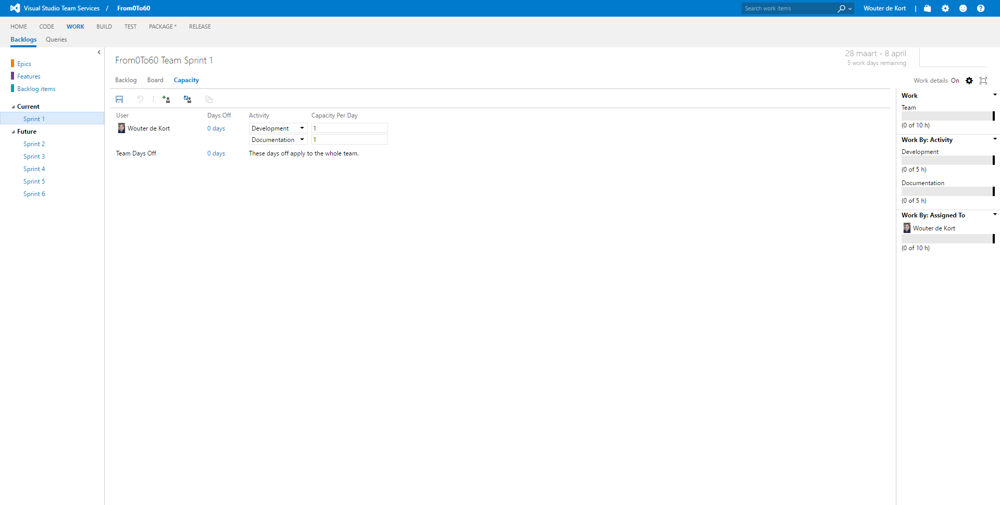 Visual Studio Team Services / From0To60
Search work items
Wouter de Kort |
HOME CODE WORK BUILD TEST PACKAGE * RELEASE
Backlogs Queries
Epics
Features
Backlog items
Current
Sprint 1
Future
Sprint 2
Sprint 3
Sprint 4
Sprint 5
Sprint 6
From0To60 Team Sprint 1
28 maart - 8 april
5 work days remaining
Backlog Board Capacity
Work details On
User Days Off Activity Capacity Per Day
Wouter de Kort 0 days Development 1
Documentation 1
Team Days Off 0 days These days off apply to the whole team.
Work
Team
(0 of 10 h)
Work By: Activity
Development
(0 of 5 h)
Documentation
(0 of 5 h)
Work By: Assigned To
Wouter de Kort
(0 of 10 h)